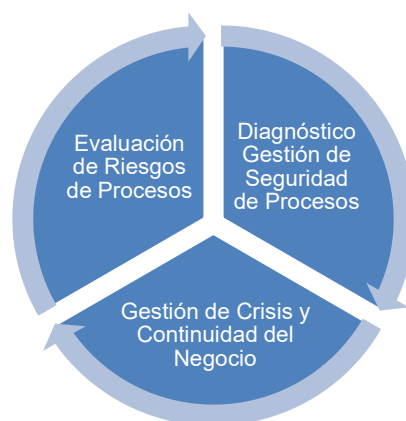 Evaluación
de Riesgos
de Procesos
Diagnóstico
Gestión de
Seguridad
de Procesos
Gestión de Crisis y
Continuidad del
Negocio